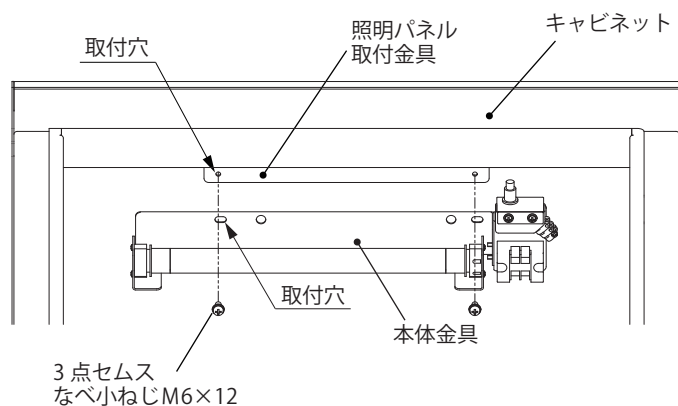 取付穴
照明パネル
取付金具
キャビネット
取付穴
本体金具
3 点セムス
なべ小ねじM6×12